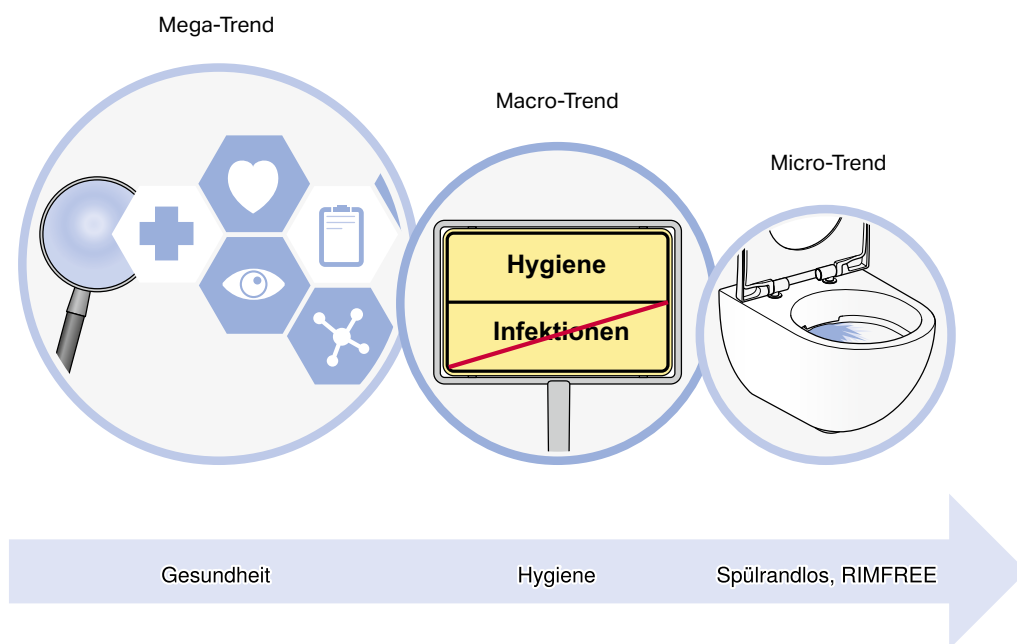 Mega-Trend
Macro-Trend
Micro-Trend
Hygiene
Infektionen
Gesundheit
Hygiene
Spülrandlos, RIMFREE